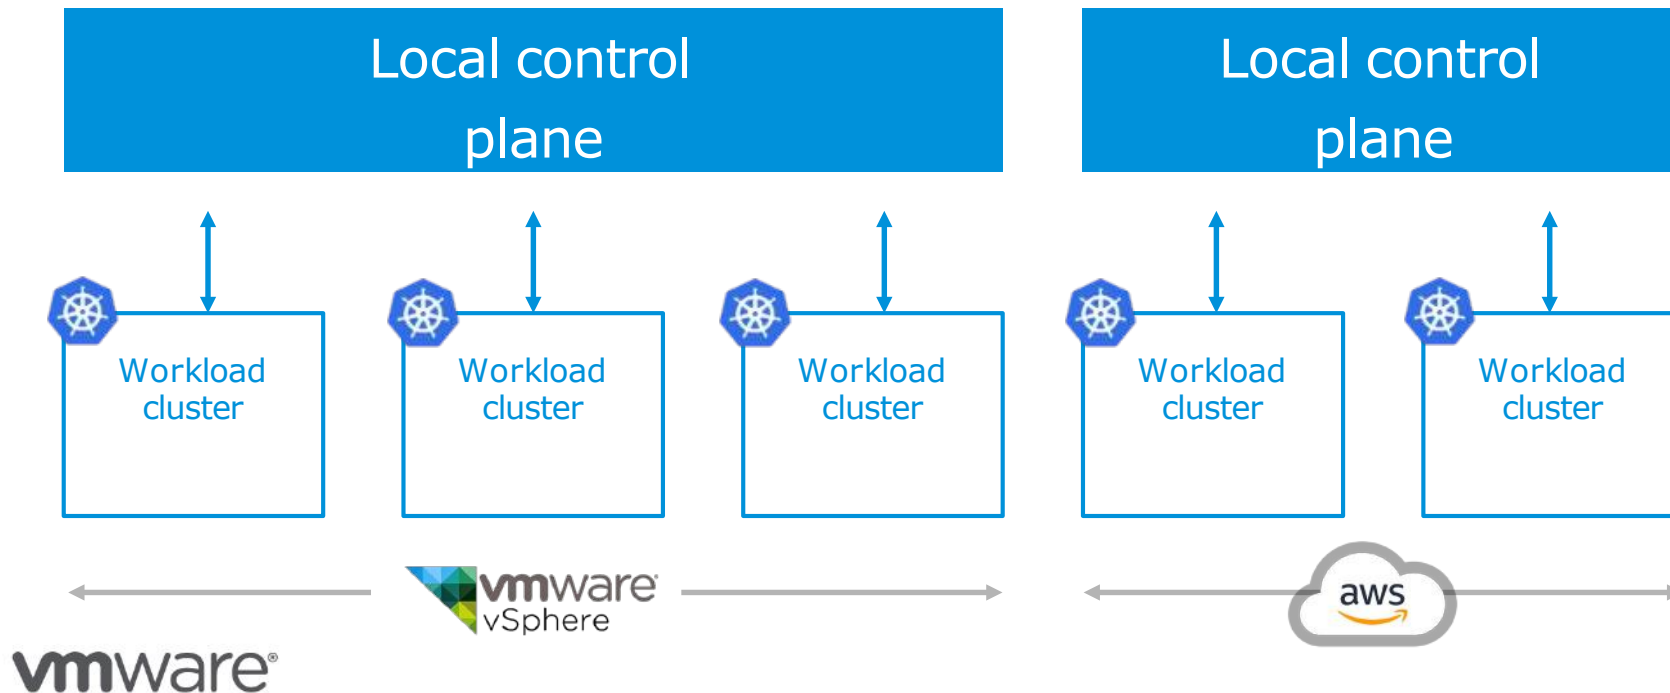 Local control
plane
Local control
plane
Workload
cluster
Workload
cluster
Workload
cluster
Workload
cluster
Workload
cluster
vmware®
vSphere
aws
vmware®